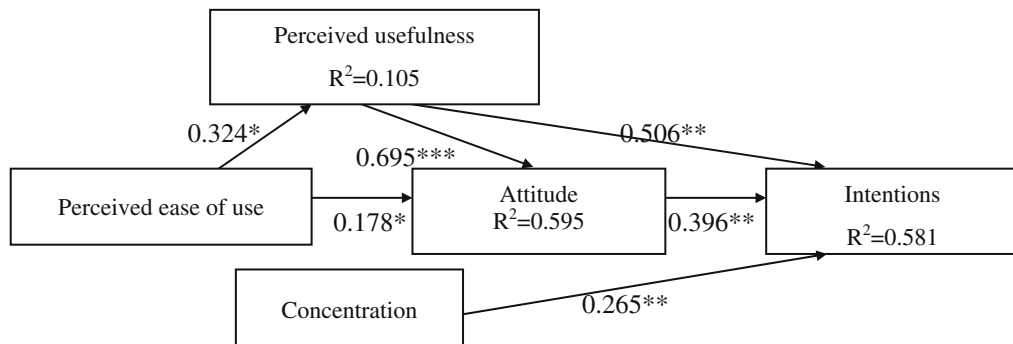 Perceived usefulness
R²=0.105
0.324*
0.506**
0.695***
Perceived ease of use
Attitude
R²=0.595
Intentions
R²=0.581
0.178*
0.396**
Concentration
0.265**